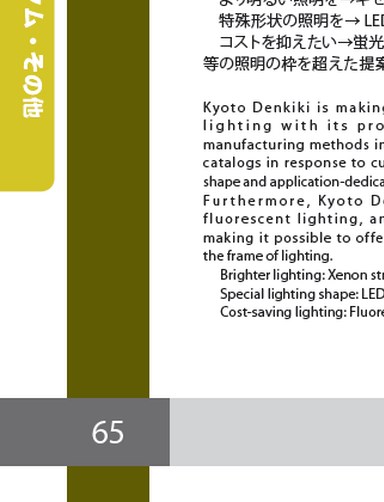 ム・その他
より明るい照明を→キセ
特殊形状の照明を→ LED
コストを抑えたい→蛍光
等の照明の枠を超えた提案
Kyoto Denkiki is making
lighting with its pro
manufacturing methods in
catalogs in response to cu
shape and application-dedica
Furthermore, Kyoto De
fluorescent lighting, an
making it possible to offe
the frame of lighting.
Brighter lighting: Xenon str
Special lighting shape: LED
Cost-saving lighting: Fluore
65